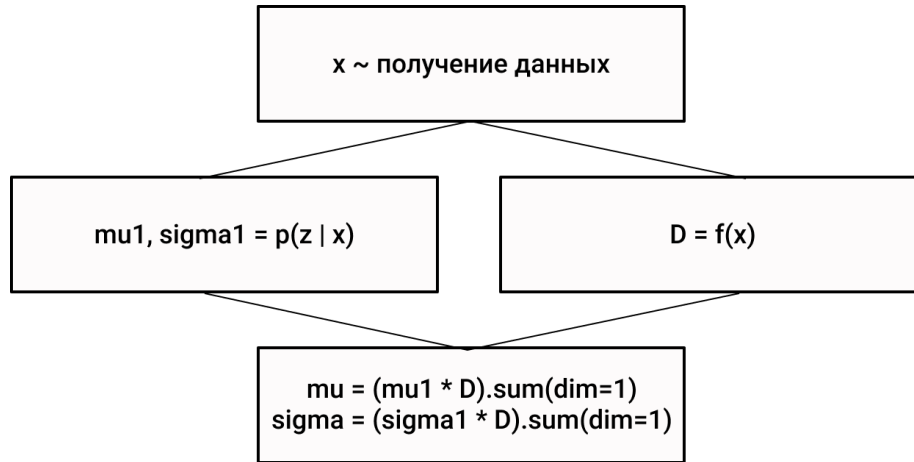 x ~ получение данных
mu1, sigma1 = p(z | x)
D = f(x)
mu = (mu1 * D).sum(dim=1)
sigma = (sigma1 * D).sum(dim=1)